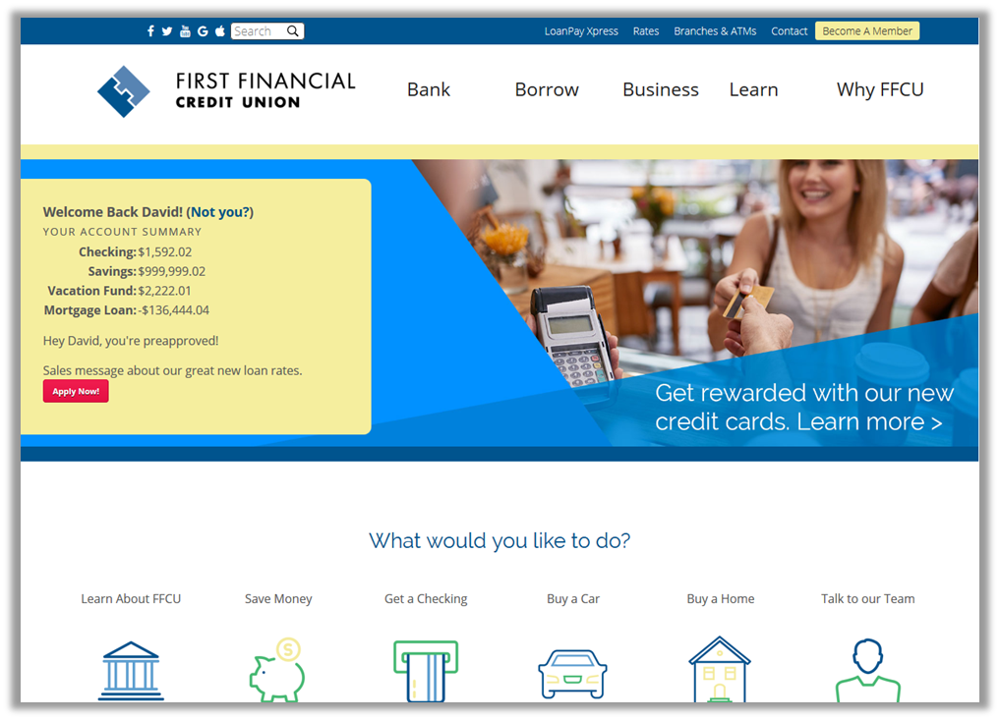 Search
LoanPay Xpress Rates Branches & ATMs Contact Become A Member
FIRST FINANCIAL
CREDIT UNION
Bank Borrow Business Learn Why FFCU
Welcome Back David! (Not you?)
YOUR ACCOUNT SUMMARY
Checking: $1,592.02
Savings: $999,999.02
Vacation Fund: $2,222.01
Mortgage Loan: -$136,444.04
Hey David, you're preapproved!
Sales message about our great new loan rates.
Apply Now!
Get rewarded with our new
credit cards. Learn more >
What would you like to do?
Learn About FFCU Save Money Get a Checking Buy a Car Buy a Home Talk to our Team